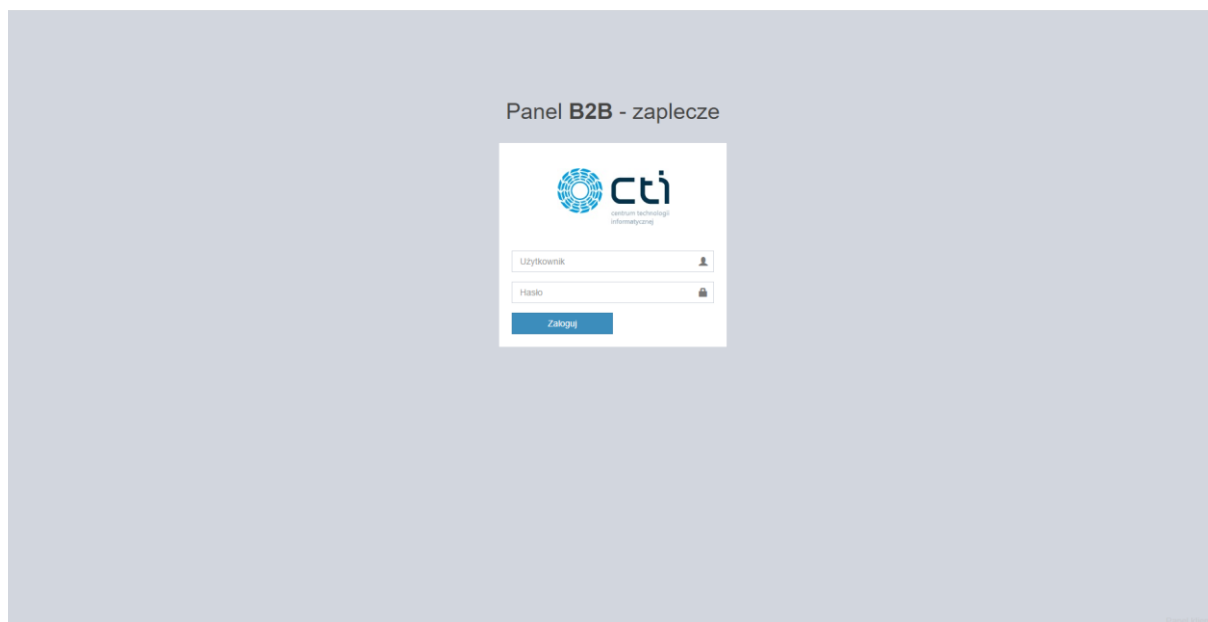 Panel B2B - zaplecze
cti
centrum technologii
informatycznej
Użytkownik
Hasło
Zaloguj